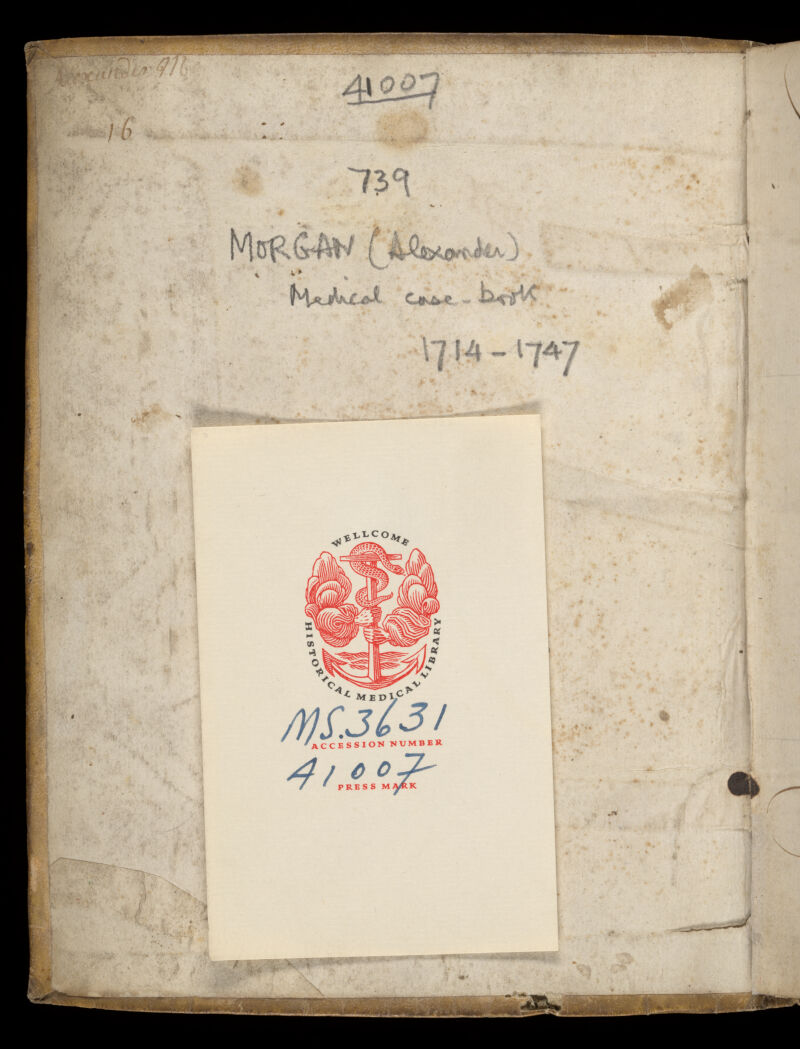 Alexander M
41007
16
739
MORGAN (Alexander)
Medical case-book
1714-1747
WELLCOME
HISTORICAL MEDICAL LIBRARY
MS.3631
ACCESSION NUMBER
41007
PRESS MARK